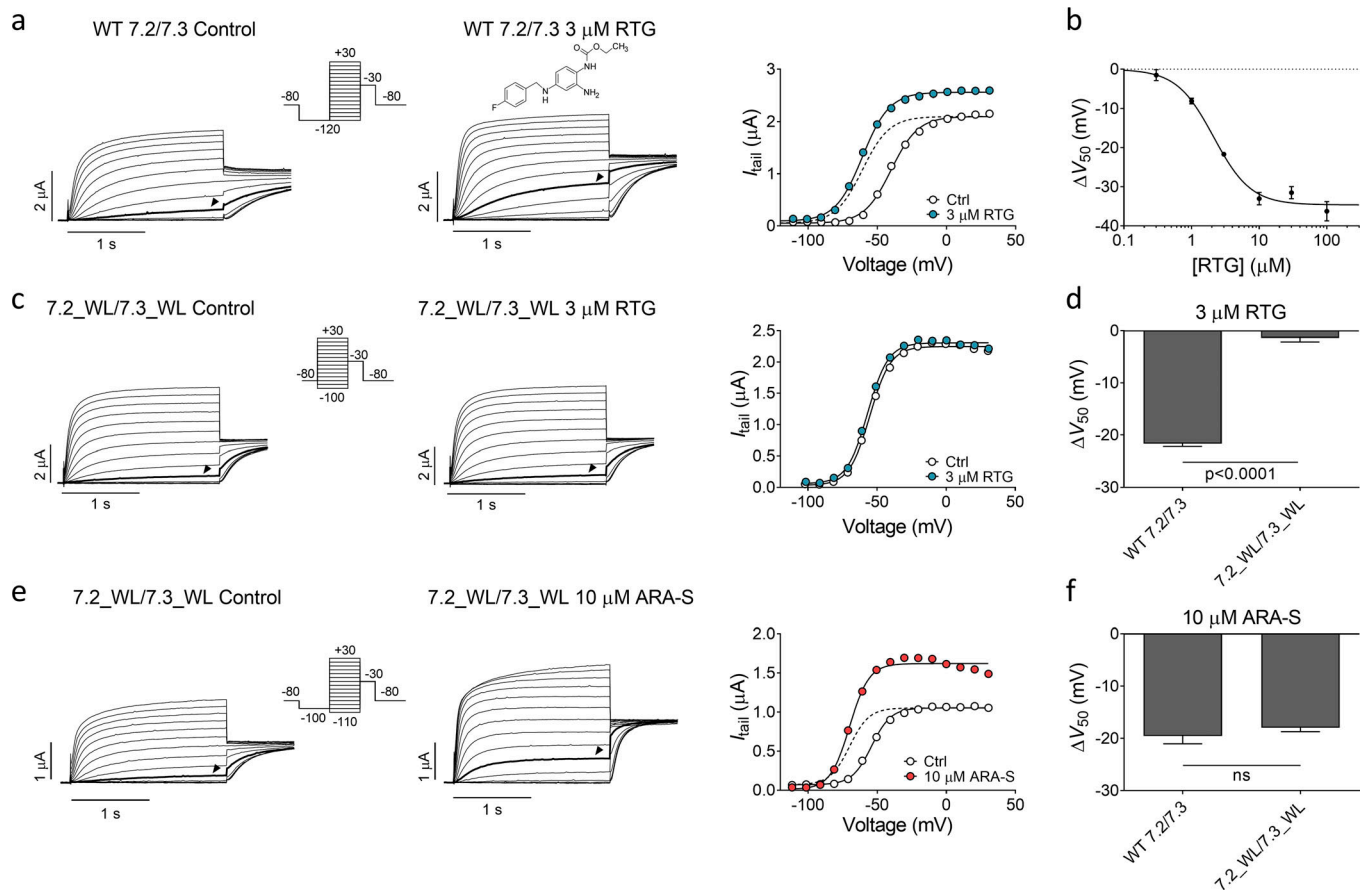 a
WT 7.2/7.3 Control
+30
-30
-80
-80
-120
2 µA
1 s
WT 7.2/7.3 3 µM RTG
O
O
CH₃
NH
NH₂
N
H
F
2 µA
1 s
3
2
1
0
Itail (µA)
-100
-50
0
50
Voltage (mV)
Ctrl
3 µM RTG
b
0
-10
-20
-30
-40
ΔV50 (mV)
0.1
1
10
100
[RTG] (µM)
c
7.2_WL/7.3_WL Control
+30
-30
-80
-80
-100
2 µA
1 s
7.2_WL/7.3_WL 3 µM RTG
2 µA
1 s
2.5
2.0
1.5
1.0
0.5
0.0
Itail (µA)
-100
-50
0
50
Voltage (mV)
Ctrl
3 µM RTG
d
3 µM RTG
0
-10
-20
-30
ΔV50 (mV)
p<0.0001
WT 7.2/7.3
7.2_WL/7.3_WL
e
7.2_WL/7.3_WL Control
+30
-30
-80
-80
-100
-110
1 µA
1 s
7.2_WL/7.3_WL 10 µM ARA-S
1 µA
1 s
2.0
1.5
1.0
0.5
0.0
Itail (µA)
-100
-50
0
50
Voltage (mV)
Ctrl
10 µM ARA-S
f
10 µM ARA-S
0
-10
-20
-30
ΔV50 (mV)
ns
WT 7.2/7.3
7.2_WL/7.3_WL